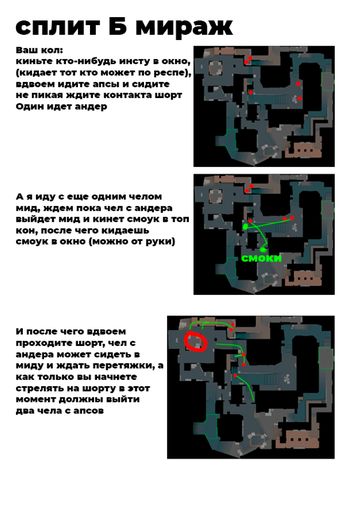 сплит Б мираж
Ваш кол:
киньте кто-нибудь инсту в окно,
(кидает тот кто может по респе),
вдвоем идите апсы и сидите
не пикая ждите контакта шорт
Один идет андер
А я иду с еще одним челом
мид, ждем пока чел с андера
выйдет мид и кинет смоук в топ
кон, после чего кидаешь
смоук в окно (можно от руки)
смоки
И после чего вдвоем
проходите шорт, чел с
андера может сидеть в
миду и ждать перетяжки, а
как только вы начнете
стрелять на шорту в этот
момент должны выйти
два чела с апсов